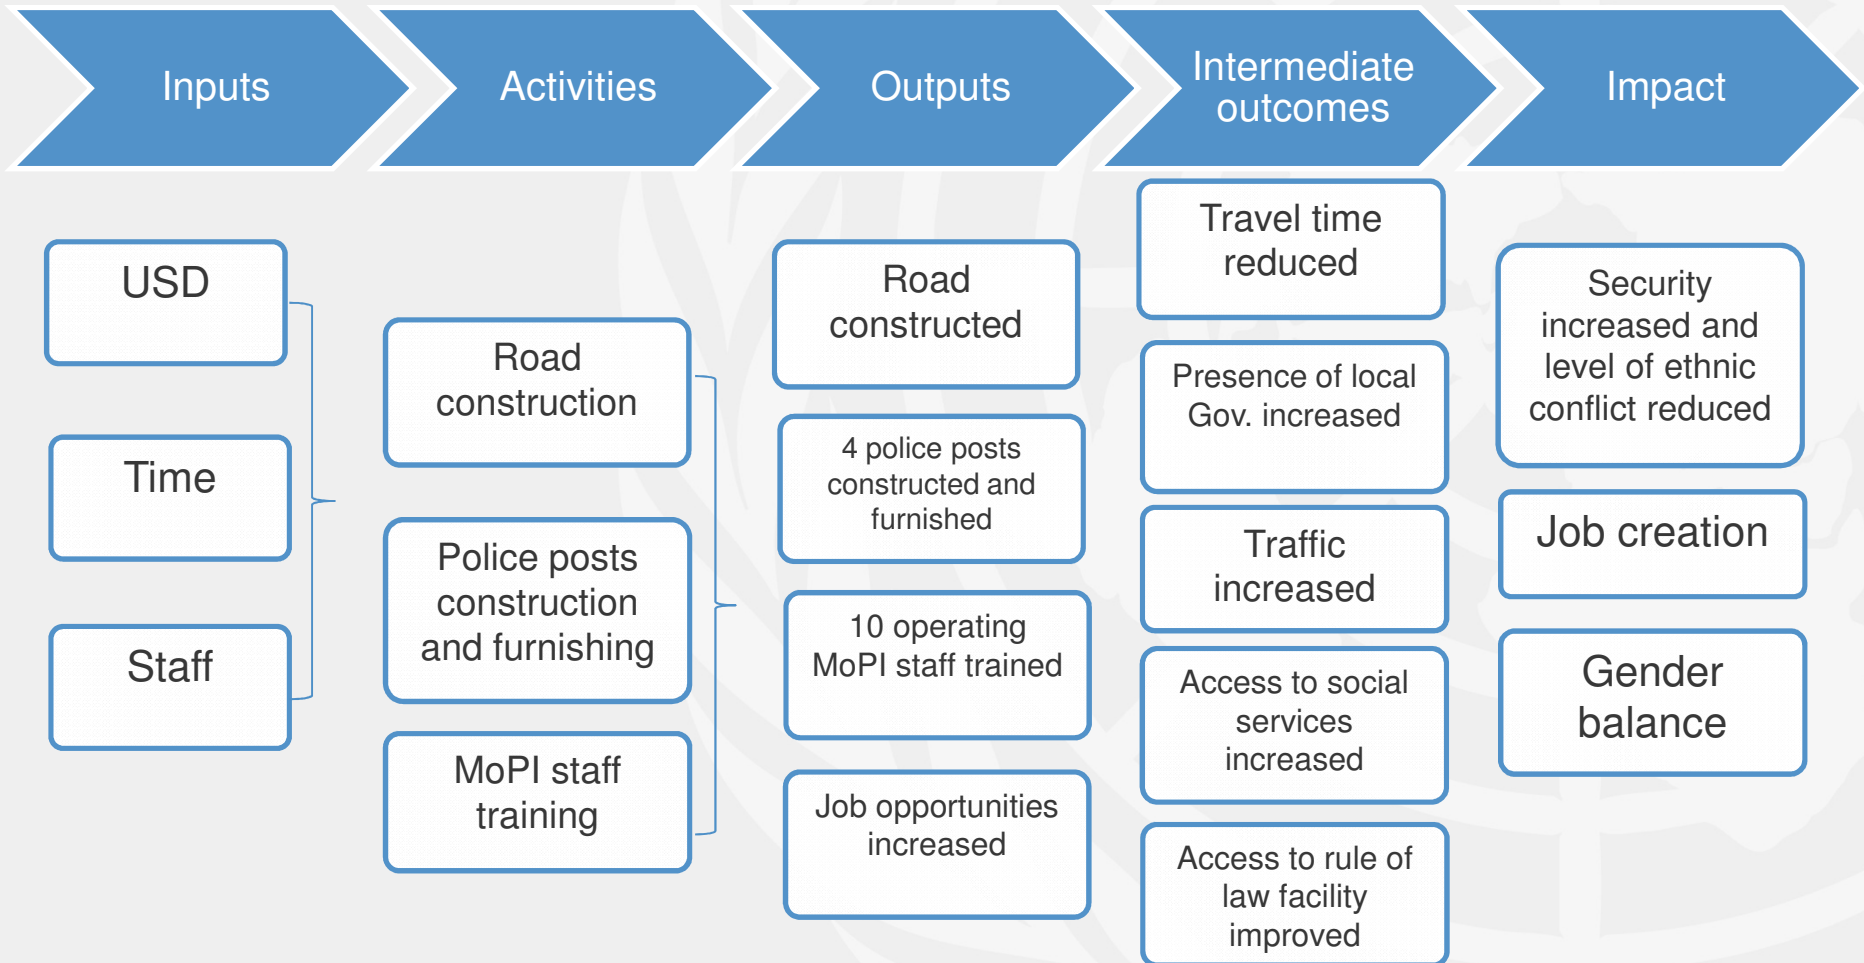 Inputs
Activities
Outputs
Intermediate
outcomes
Impact
USD
Time
Staff
Road
construction
Police posts
construction
and furnishing
MoPI staff
training
Road
constructed
4 police posts
constructed and
furnished
10 operating
MoPI staff trained
Job opportunities
increased
Travel time
reduced
Presence of local
Gov. increased
Traffic
increased
Access to social
services
increased
Access to rule of
law facility
improved
Security
increased and
level of ethnic
conflict reduced
Job creation
Gender
balance